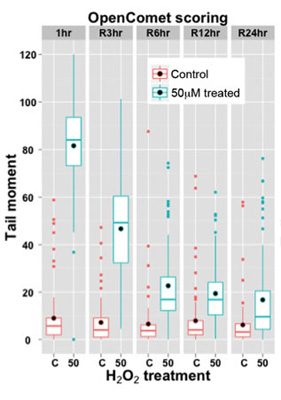 OpenComet scoring
1hr R3hr R6hr R12hr R24hr
Control
50μM treated
Tail moment
120
100
80
60
40
20
0
C 50 C 50 C 50 C 50 C 50
H₂O₂ treatment